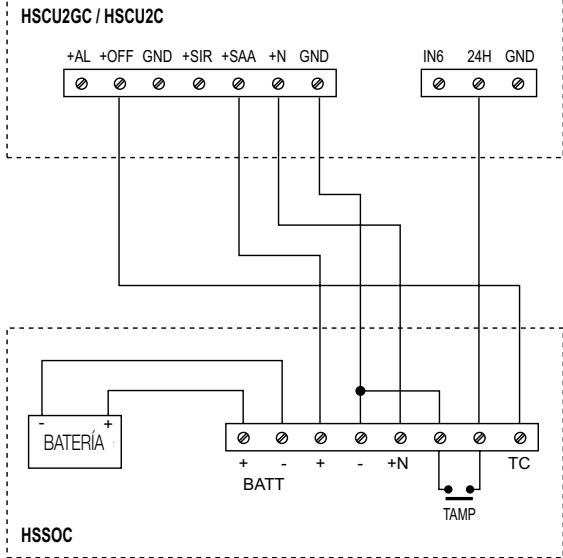 HSCU2GC / HSCU2C
+AL +OFF GND +SIR +SAA +N GND
IN6 24H GND
- +
BATERÍA
+ - + - +N TC
BATT
TAMP
HSSOC